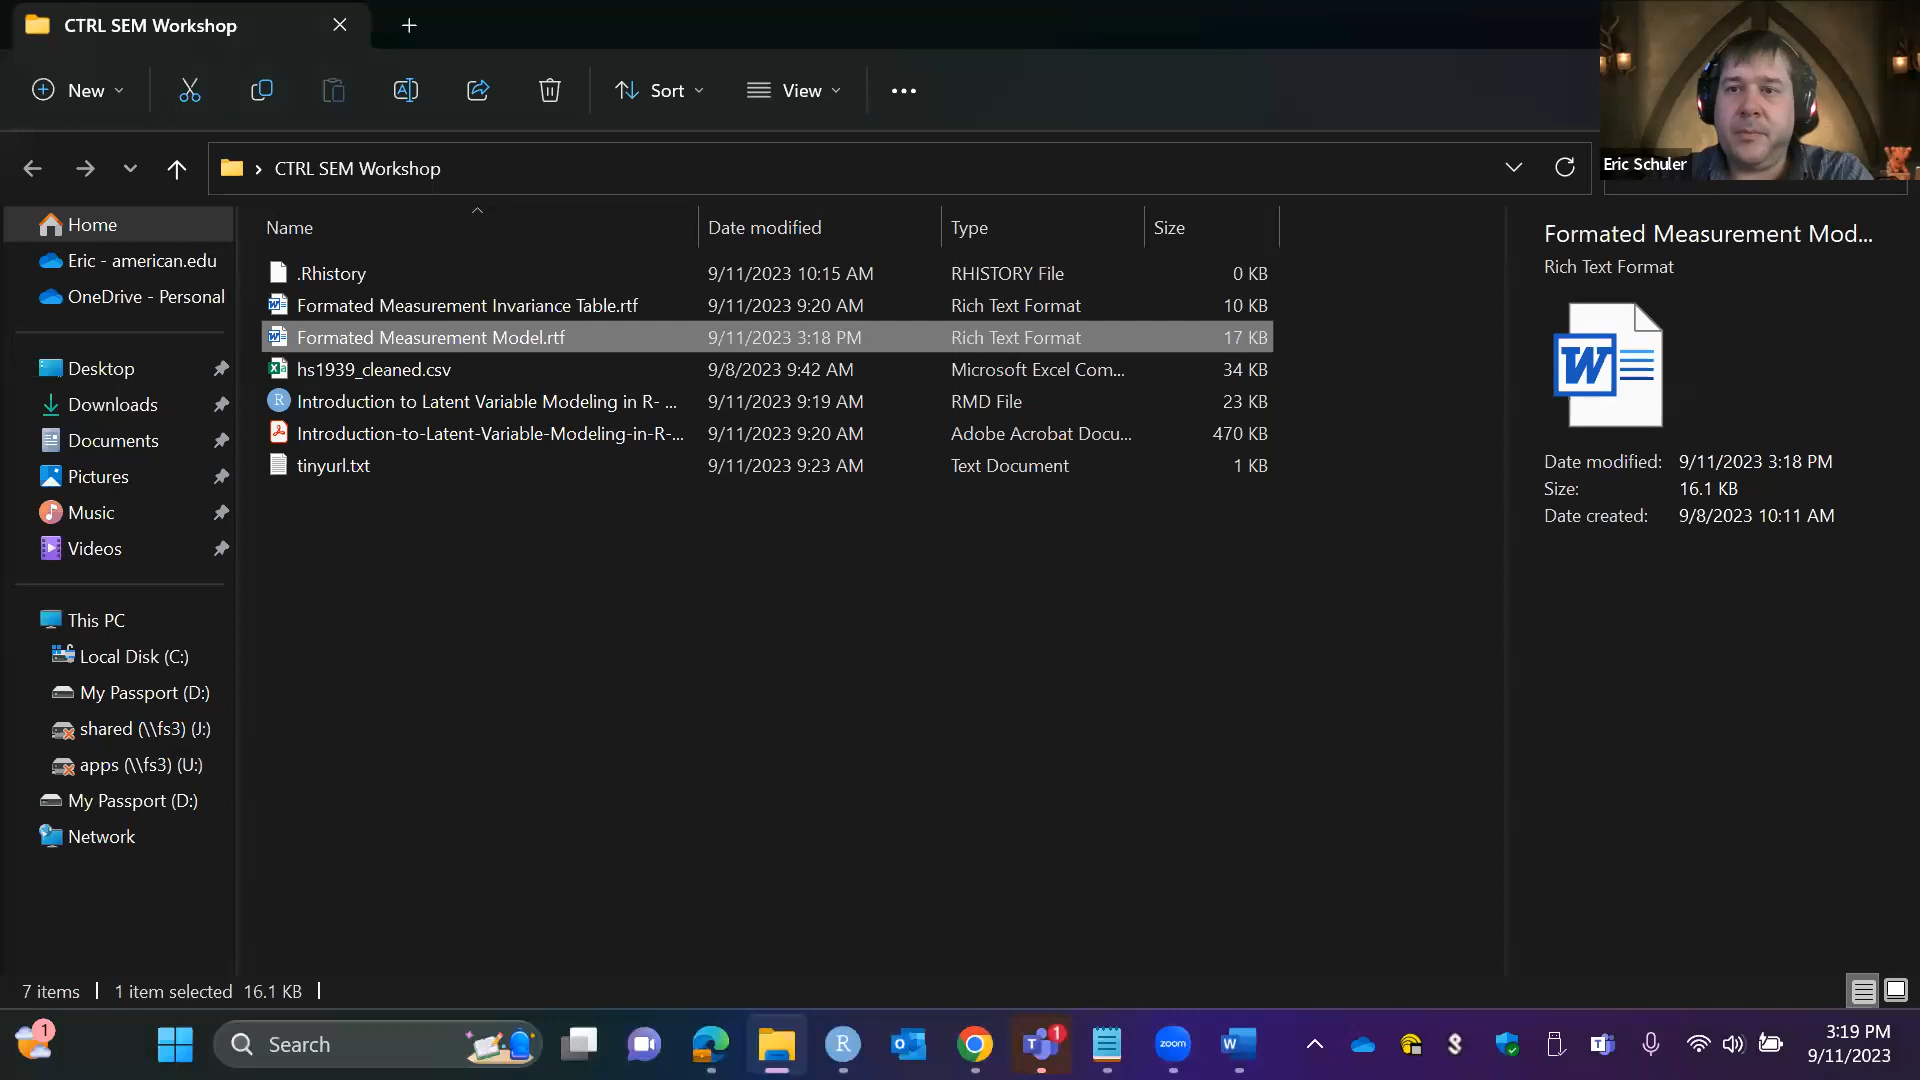 CTRL SEM Workshop
New
Sort
View
CTRL SEM Workshop
Eric Schuler
Home
Eric - american.edu
OneDrive - Personal
Desktop
Downloads
Documents
Pictures
Music
Videos
This PC
Local Disk (C:)
My Passport (D:)
shared (\\fs3) (J:)
apps (\\fs3) (U:)
My Passport (D:)
Network
Name Date modified Type Size
.Rhistory 9/11/2023 10:15 AM RHISTORY File 0 KB
Formated Measurement Invariance Table.rtf 9/11/2023 9:20 AM Rich Text Format 10 KB
Formated Measurement Model.rtf 9/11/2023 3:18 PM Rich Text Format 17 KB
hs1939_cleaned.csv 9/8/2023 9:42 AM Microsoft Excel Com... 34 KB
Introduction to Latent Variable Modeling in R- ... 9/11/2023 9:19 AM RMD File 23 KB
Introduction-to-Latent-Variable-Modeling-in-R-... 9/11/2023 9:20 AM Adobe Acrobat Docu... 470 KB
tinyurl.txt 9/11/2023 9:23 AM Text Document 1 KB
Formated Measurement Mod...
Rich Text Format
W
Date modified: 9/11/2023 3:18 PM
Size: 16.1 KB
Date created: 9/8/2023 10:11 AM
7 items 1 item selected 16.1 KB
1
Search
R
zoom
W
1
3:19 PM
9/11/2023